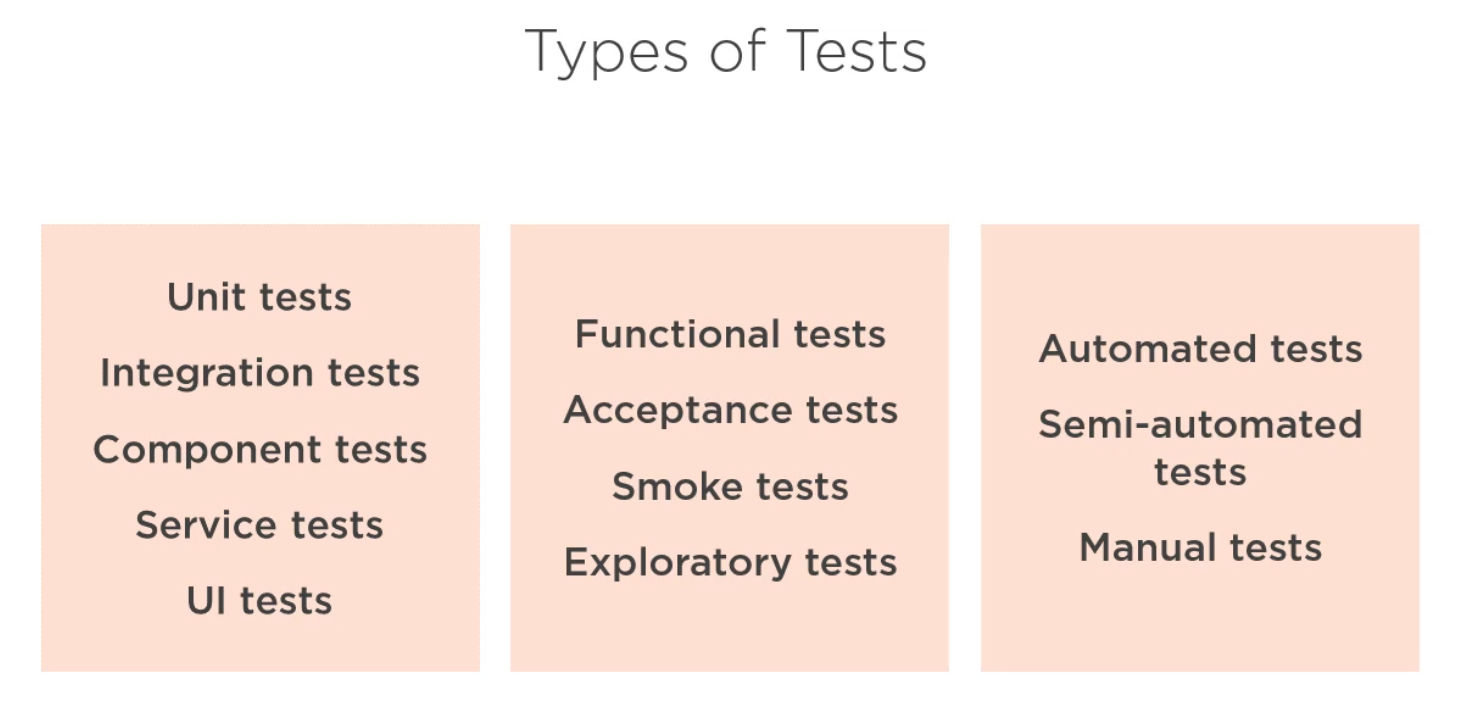 Types of Tests
Unit tests
Integration tests
Component tests
Service tests
UI tests
Functional tests
Acceptance tests
Smoke tests
Exploratory tests
Automated tests
Semi-automated
tests
Manual tests